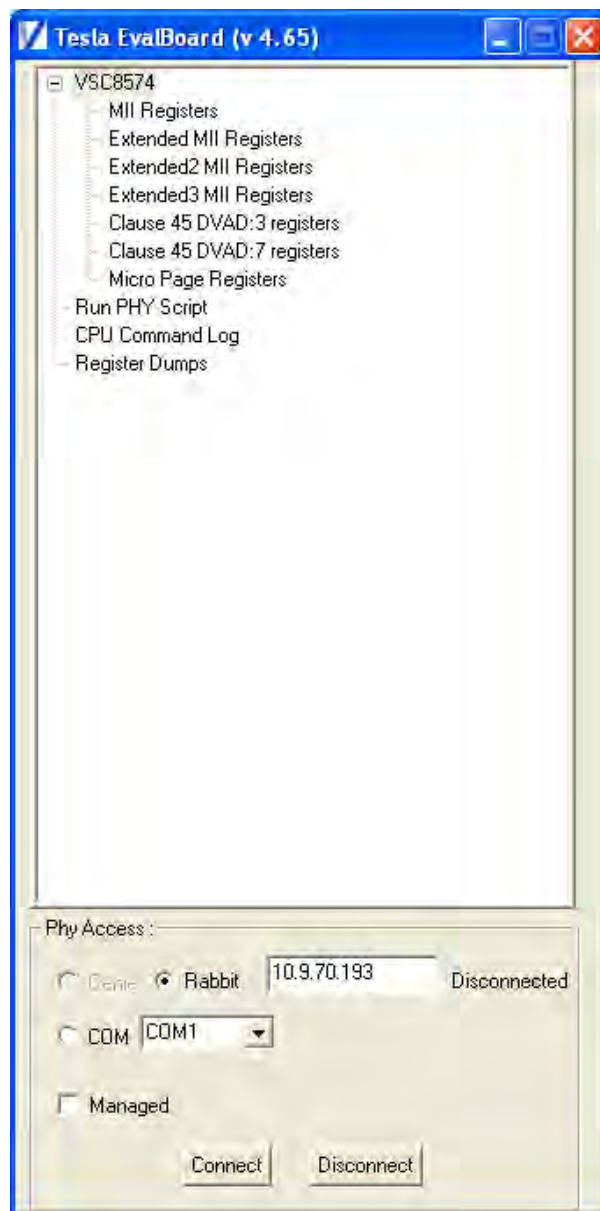 Tesla EvalBoard (v 4.65)
VSC8574
MII Registers
Extended MII Registers
Extended2 MII Registers
Extended3 MII Registers
Clause 45 DVAD:3 registers
Clause 45 DVAD:7 registers
Micro Page Registers
Run PHY Script
CPU Command Log
Register Dumps
Phy Access :
Rabbit 10.9.70.193 Disconnected
COM COM1
Managed
Connect Disconnect